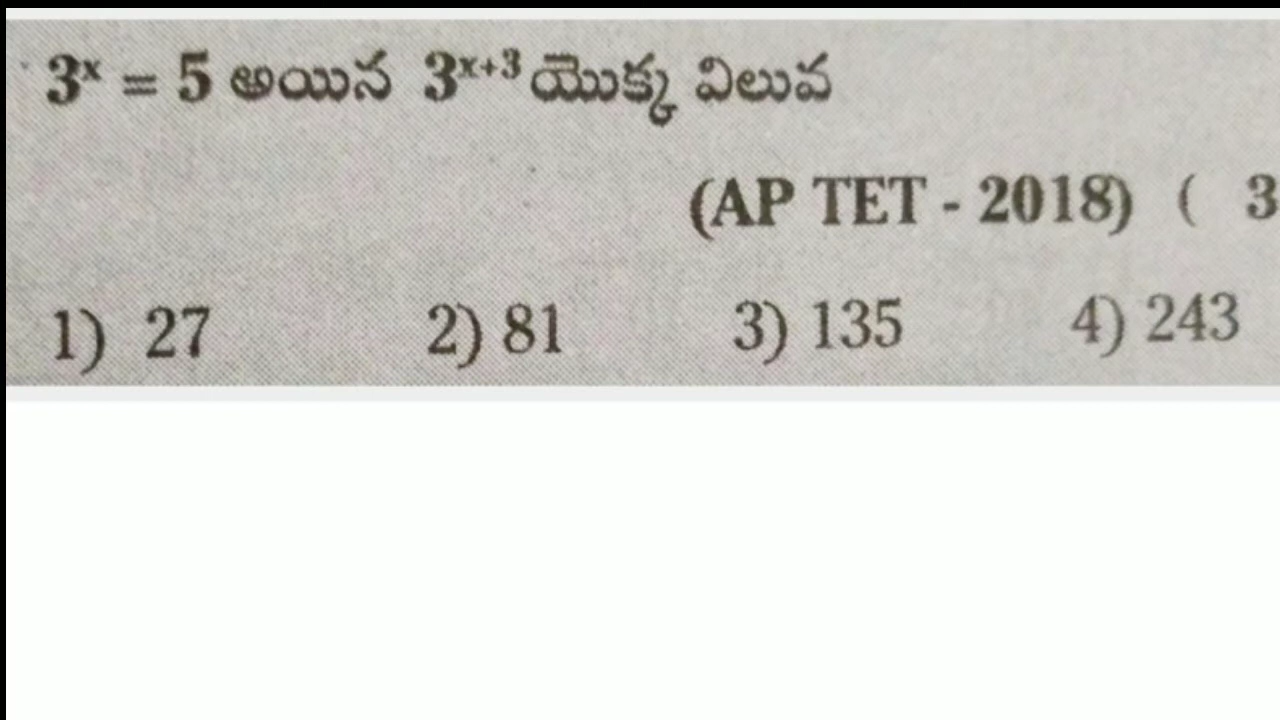 3ˣ = 5 అయిన 3ˣ⁺³ యొక్క విలువ
(AP TET - 2018) ( 3
1) 27 2) 81 3) 135 4) 243